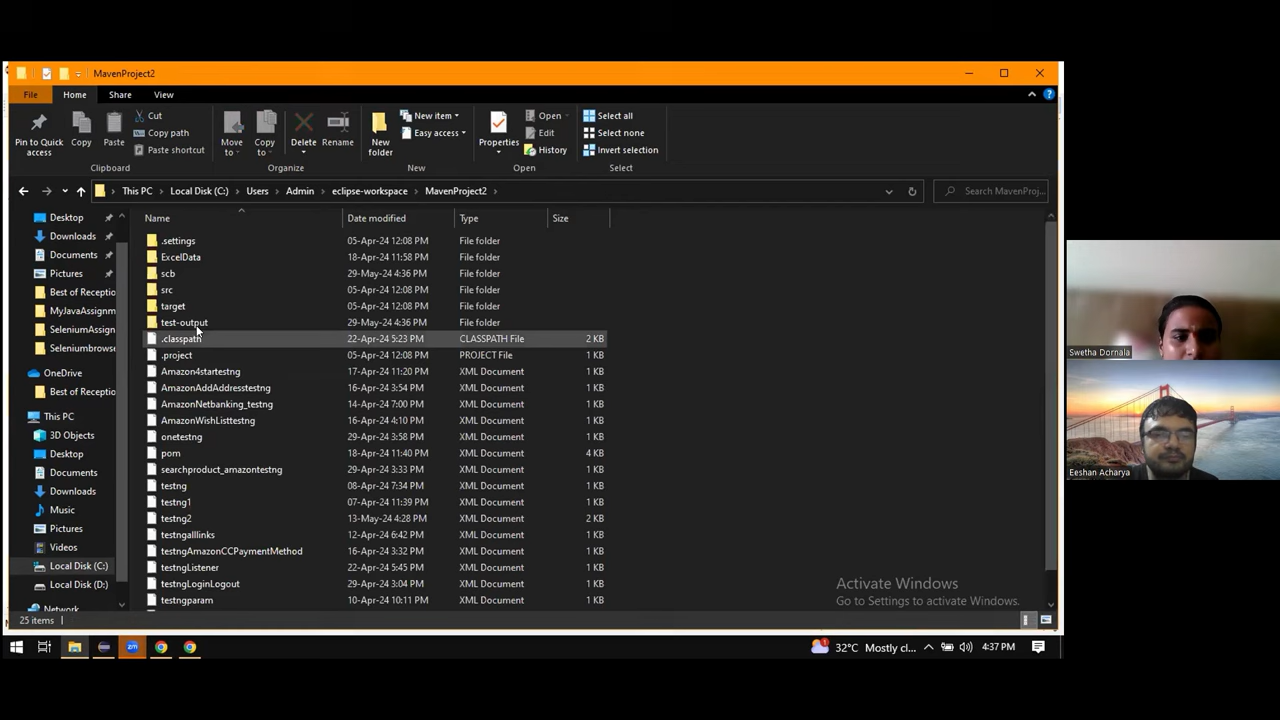 MavenProject2
File Home Share View
Pin to Quick access
Copy
Paste
Cut
Copy path
Paste shortcut
Clipboard
Move to
Copy to
Delete
Rename
Organize
New folder
New item
Easy access
New
Properties
Open
Edit
History
Open
Select all
Select none
Invert selection
Select
This PC Local Disk (C:) Users Admin eclipse-workspace MavenProject2
Search MavenProj...
Name Date modified Type Size
Desktop
Downloads
Documents
Pictures
Best of Recepti
MyJavaAssignm
SeleniumAssign
Seleniumbrowse
OneDrive
Best of Recepti
This PC
3D Objects
Desktop
Documents
Downloads
Music
Pictures
Videos
Local Disk (C:)
Local Disk (D:)
Network
.settings 05-Apr-24 12:08 PM File folder
ExcelData 18-Apr-24 11:58 PM File folder
scb 29-May-24 4:36 PM File folder
src 05-Apr-24 12:08 PM File folder
target 05-Apr-24 12:08 PM File folder
test-output 29-May-24 4:36 PM File folder
.classpath 22-Apr-24 5:23 PM CLASSPATH File 2 KB
.project 05-Apr-24 12:08 PM PROJECT File 1 KB
Amazon4startestng 17-Apr-24 11:20 PM XML Document 1 KB
AmazonAddAddresstestng 16-Apr-24 3:54 PM XML Document 1 KB
AmazonNetbanking_testng 14-Apr-24 7:00 PM XML Document 1 KB
AmazonWishListtestng 16-Apr-24 4:10 PM XML Document 1 KB
onetestng 29-Apr-24 3:58 PM XML Document 1 KB
pom 18-Apr-24 11:40 PM XML Document 4 KB
searchproduct_amazontestng 29-Apr-24 3:33 PM XML Document 1 KB
testng 08-Apr-24 7:34 PM XML Document 1 KB
testng1 07-Apr-24 11:39 PM XML Document 1 KB
testng2 13-May-24 4:28 PM XML Document 2 KB
testngalllinks 12-Apr-24 6:42 PM XML Document 1 KB
testngAmazonCCPaymentMethod 16-Apr-24 3:32 PM XML Document 1 KB
testngListener 22-Apr-24 5:45 PM XML Document 1 KB
testngLoginLogout 29-Apr-24 3:04 PM XML Document 1 KB
testngparam 10-Apr-24 10:11 PM XML Document 1 KB
Activate Windows
Go to Settings to activate Windows.
25 items
32°C Mostly cl... 4:37 PM
Swetha Dornala
Eeshan Acharya